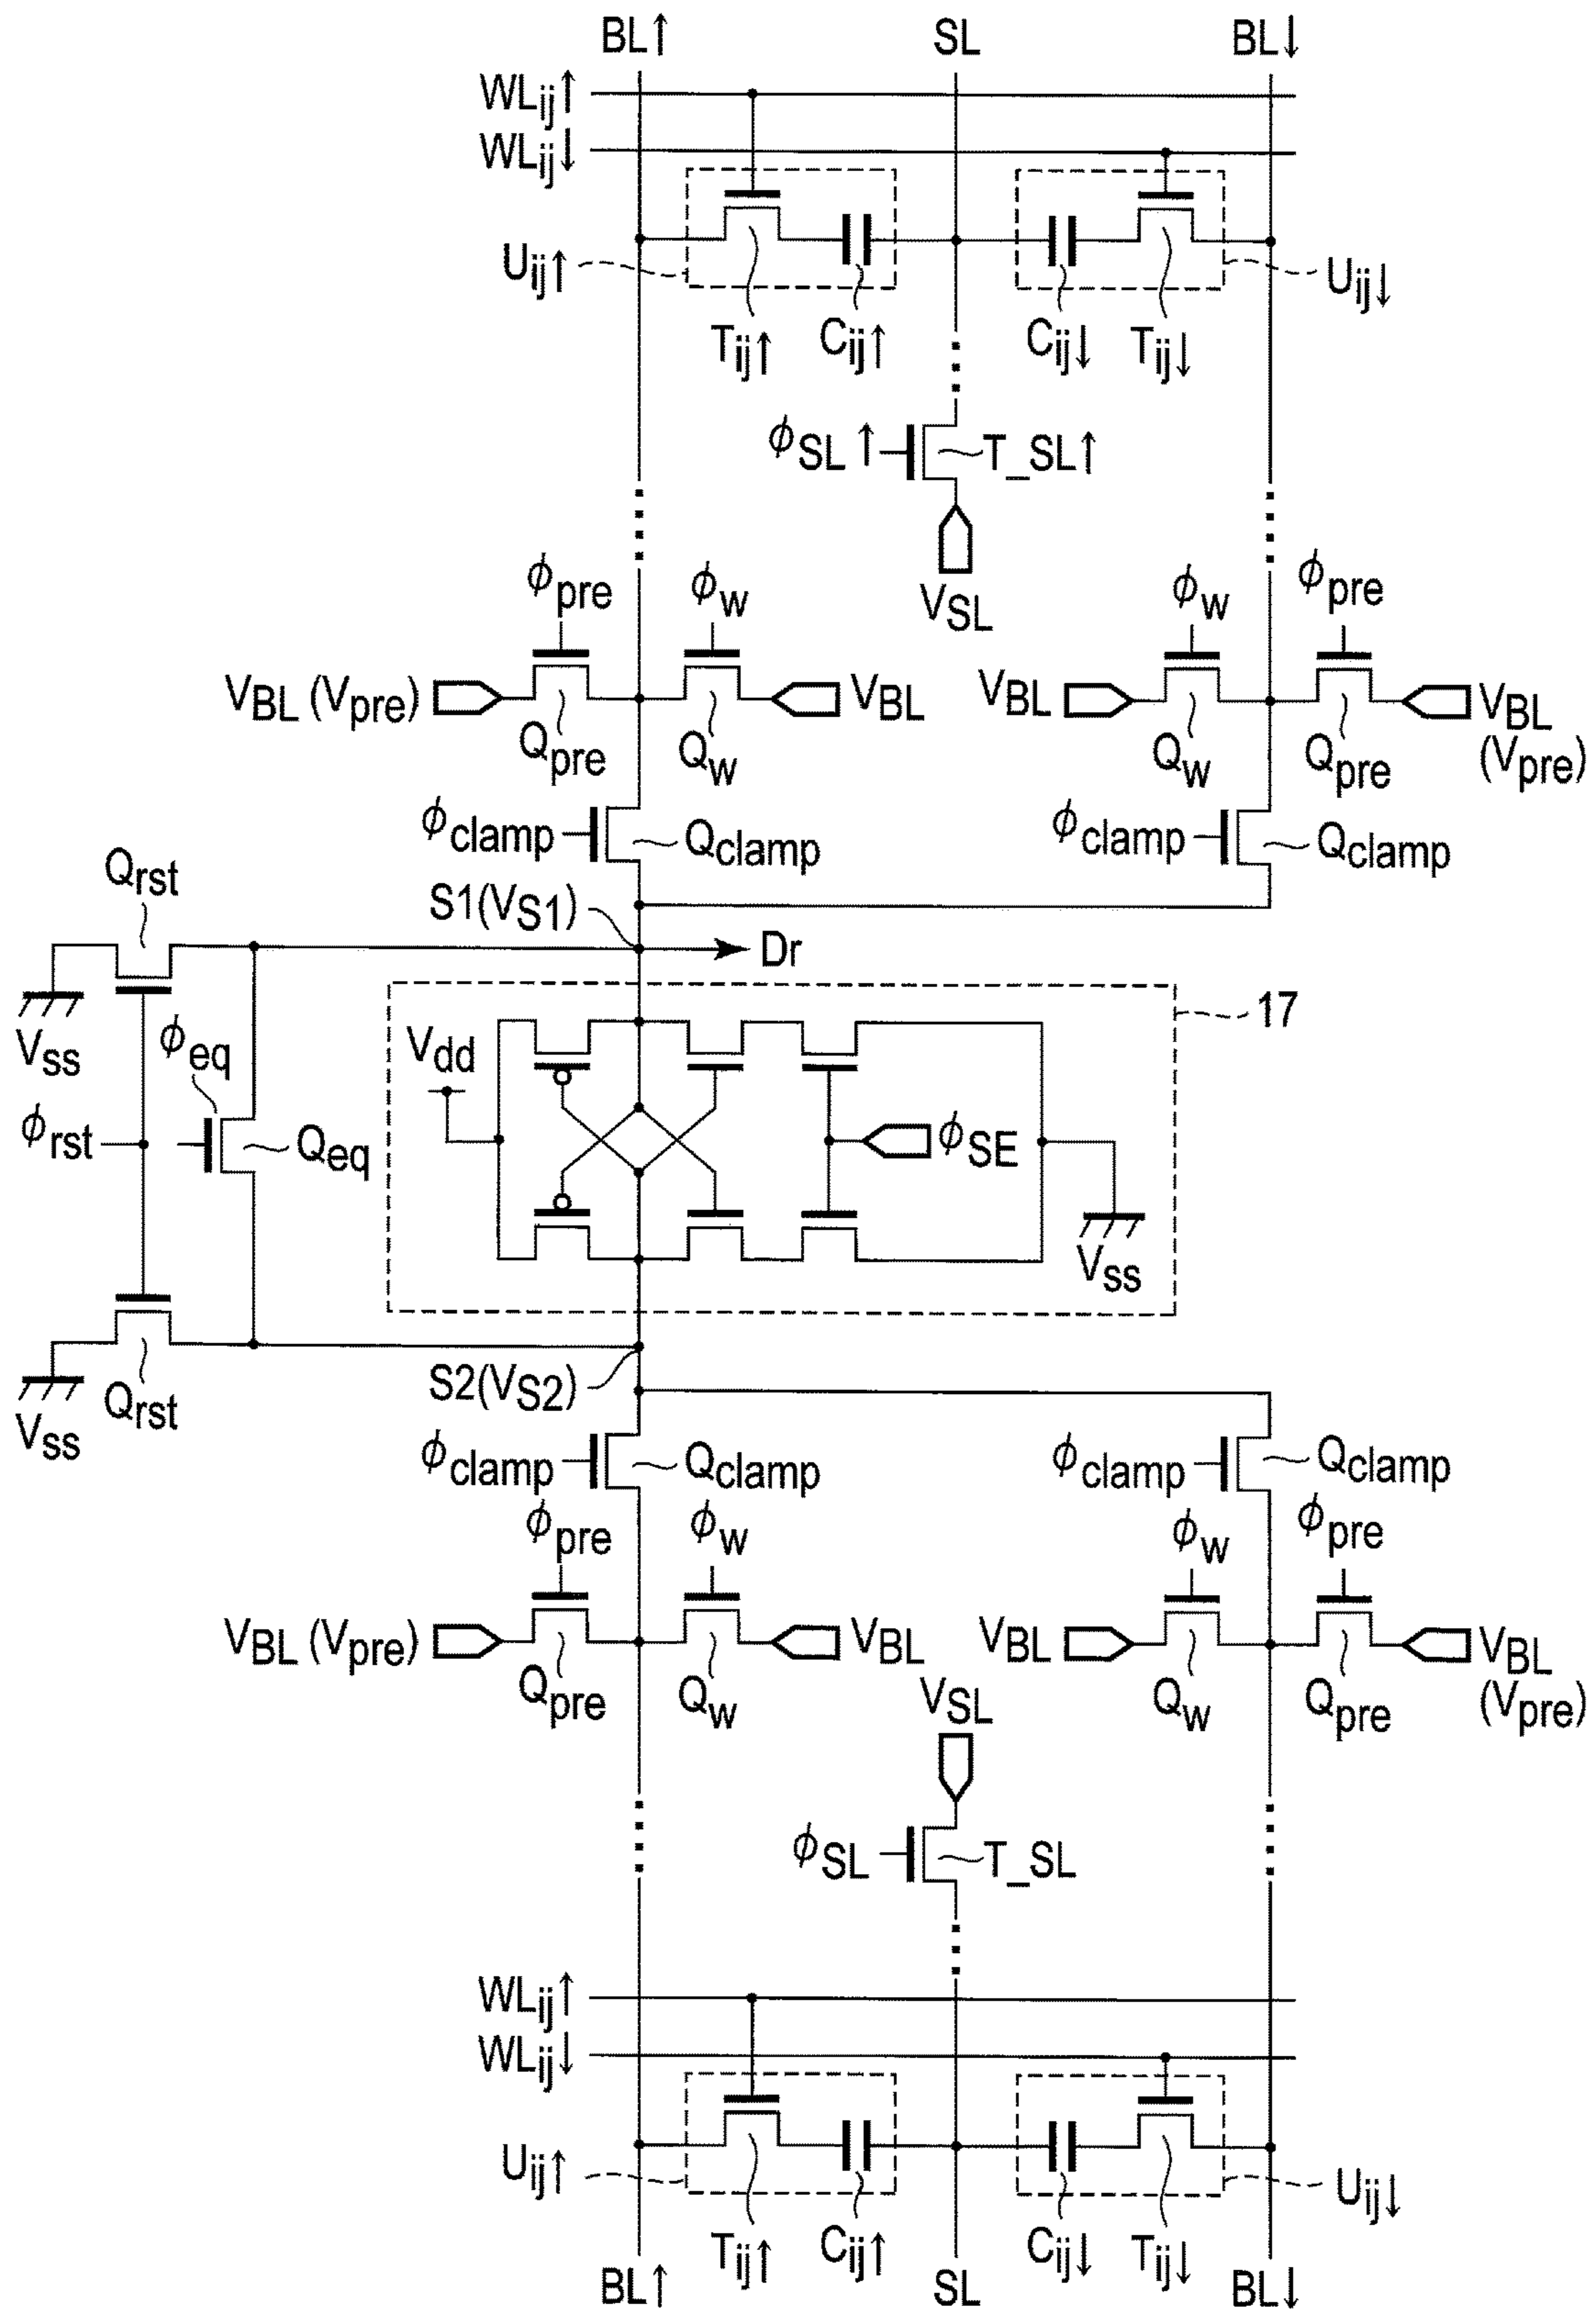 BL↑ SL BL↓
WLij↑
WLij↓
Uij↑ Uij↓
Tij↑ Cij↑ Cij↓ Tij↓
ϕSL↑ T_SL↑
VSL
ϕpre ϕw ϕw ϕpre
VBL (Vpre) VBL VBL VBL
(Vpre)
Qpre Qw Qw Qpre
ϕclamp Qclamp ϕclamp Qclamp
Qrst
S1(VS1)
Dr
Vss
17
ϕeq
Vdd
ϕrst
Qeq
ϕSE
Vss
S2(VS2)
Qrst
Vss
ϕclamp Qclamp ϕclamp Qclamp
ϕpre ϕw ϕw ϕpre
VBL (Vpre) VBL VBL VBL
(Vpre)
Qpre Qw Qw Qpre
VSL
ϕSL T_SL
WLij↑
WLij↓
Uij↑ Uij↓
Tij↑ Cij↑ Cij↓ Tij↓
BL↑ SL BL↓